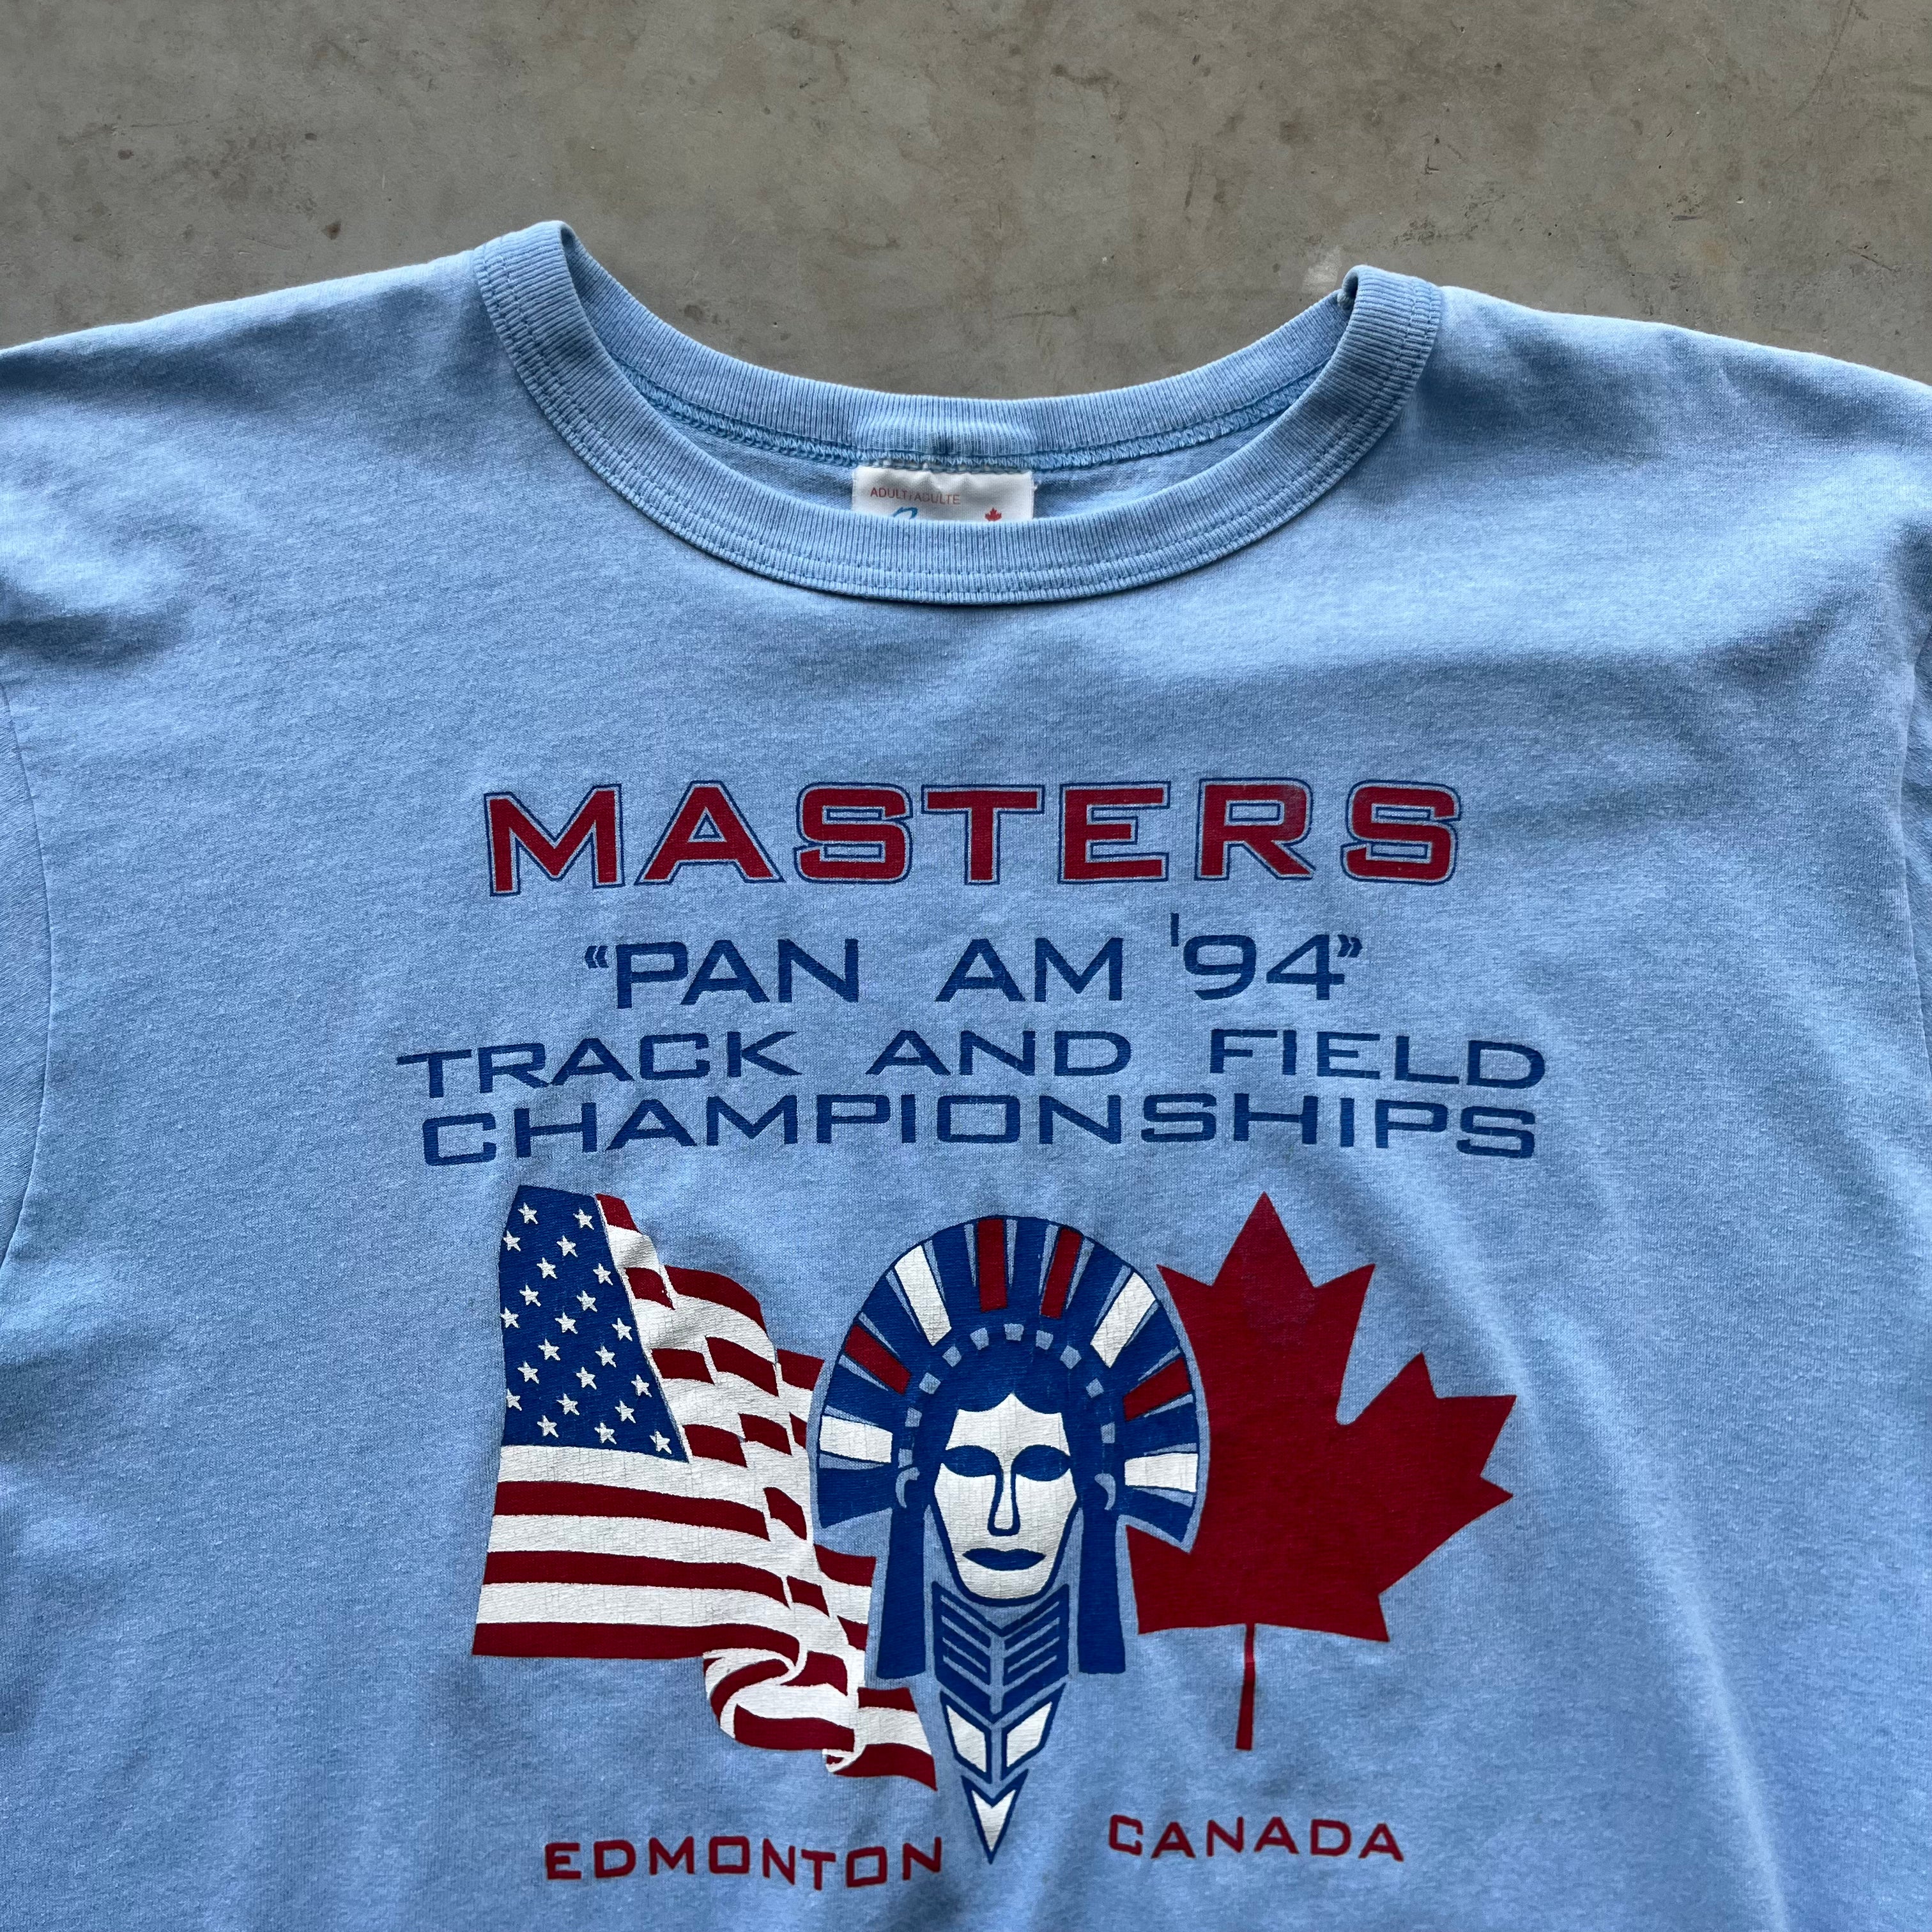 ADULT/ADULTE
MASTERS
"PAN AM '94"
TRACK AND FIELD
CHAMPIONSHIPS
EDMONTON CANADA